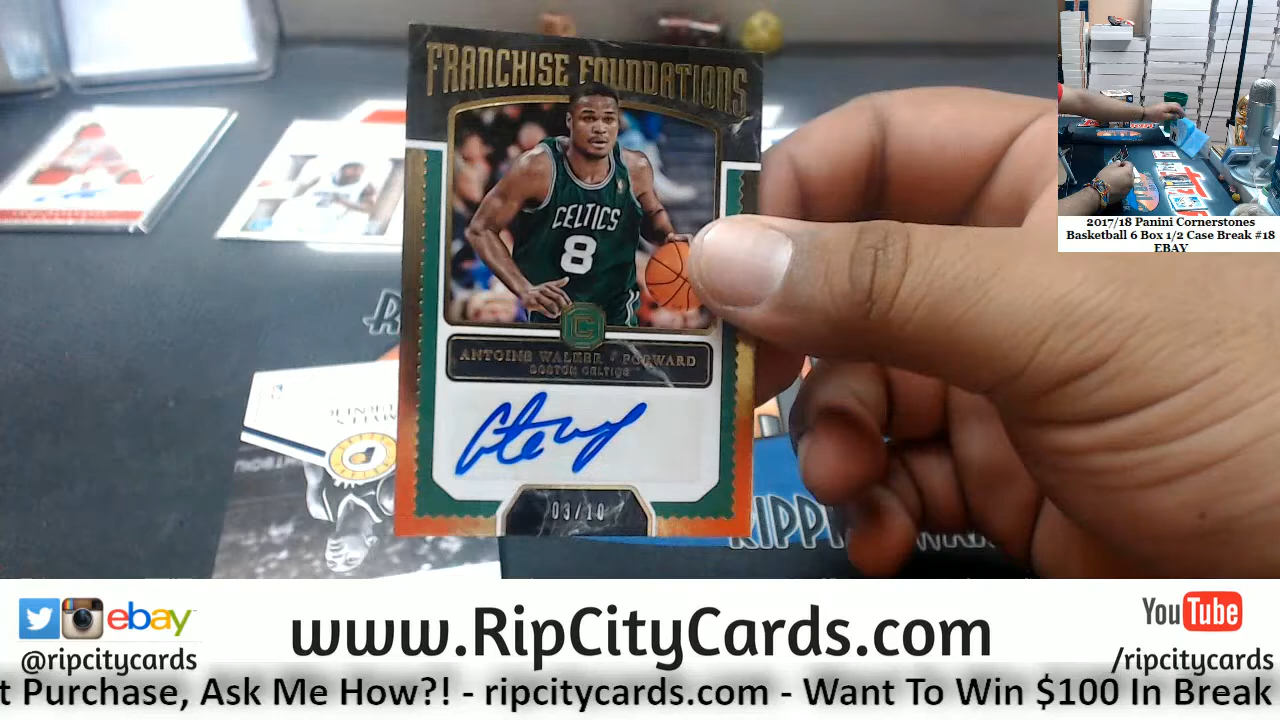 FRANCHISE FOUNDATIONS
CELTICS
8
C
ANTOINE WALKER · FORWARD
BOSTON CELTICS
03/10
2017/18 Panini Cornerstones
Basketball 6 Box 1/2 Case Break #18
EBAY
ebay
@ripcitycards
www.RipCityCards.com
YouTube
/ripcitycards
t Purchase, Ask Me How?! - ripcitycards.com - Want To Win $100 In Break